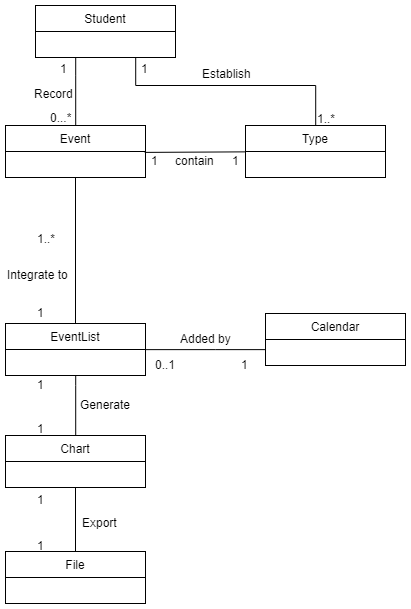 Student
1
1
Establish
Record
0...*
1..*
Event
Type
1
contain
1
1..*
Integrate to
1
EventList
Calendar
Added by
0..1
1
1
Generate
1
Chart
1
Export
1
File